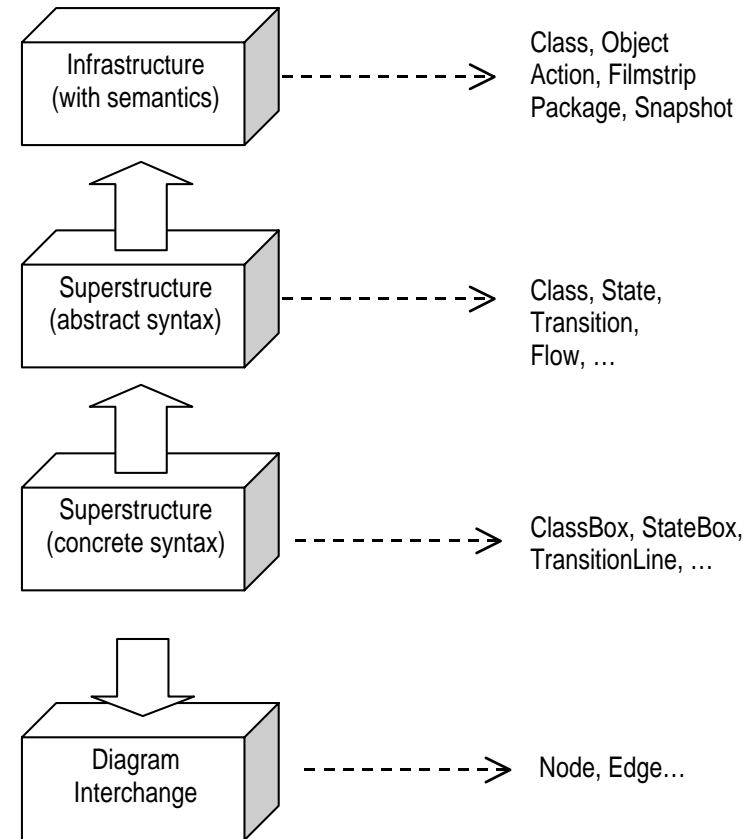 Infrastructure
(with semantics)
Class, Object
Action, Filmstrip
Package, Snapshot
Superstructure
(abstract syntax)
Class, State,
Transition,
Flow, …
Superstructure
(concrete syntax)
ClassBox, StateBox,
TransitionLine, …
Diagram
Interchange
Node, Edge…